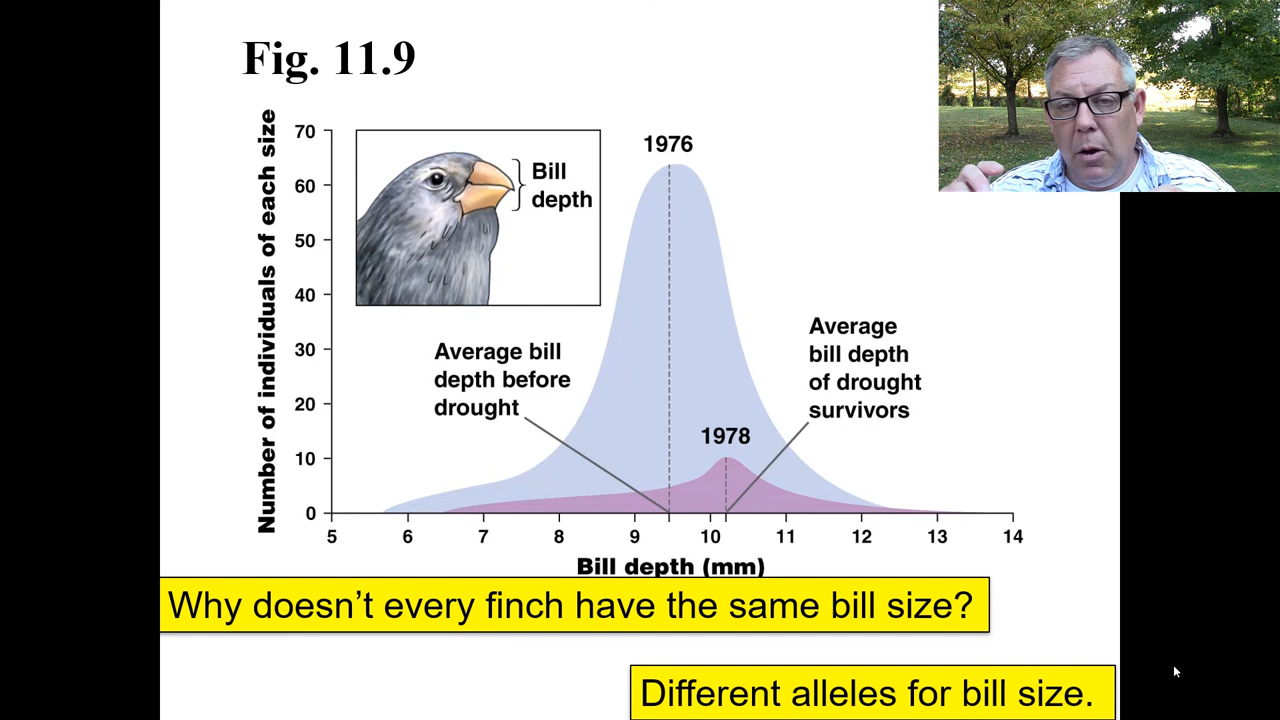 Fig. 11.9
Number of individuals of each size
70
60
50
40
30
20
10
0
Bill
depth
1976
Average bill
depth before
drought
Average
bill depth
of drought
survivors
1978
5 6 7 8 9 10 11 12 13 14
Bill depth (mm)
Why doesn’t every finch have the same bill size?
Different alleles for bill size.